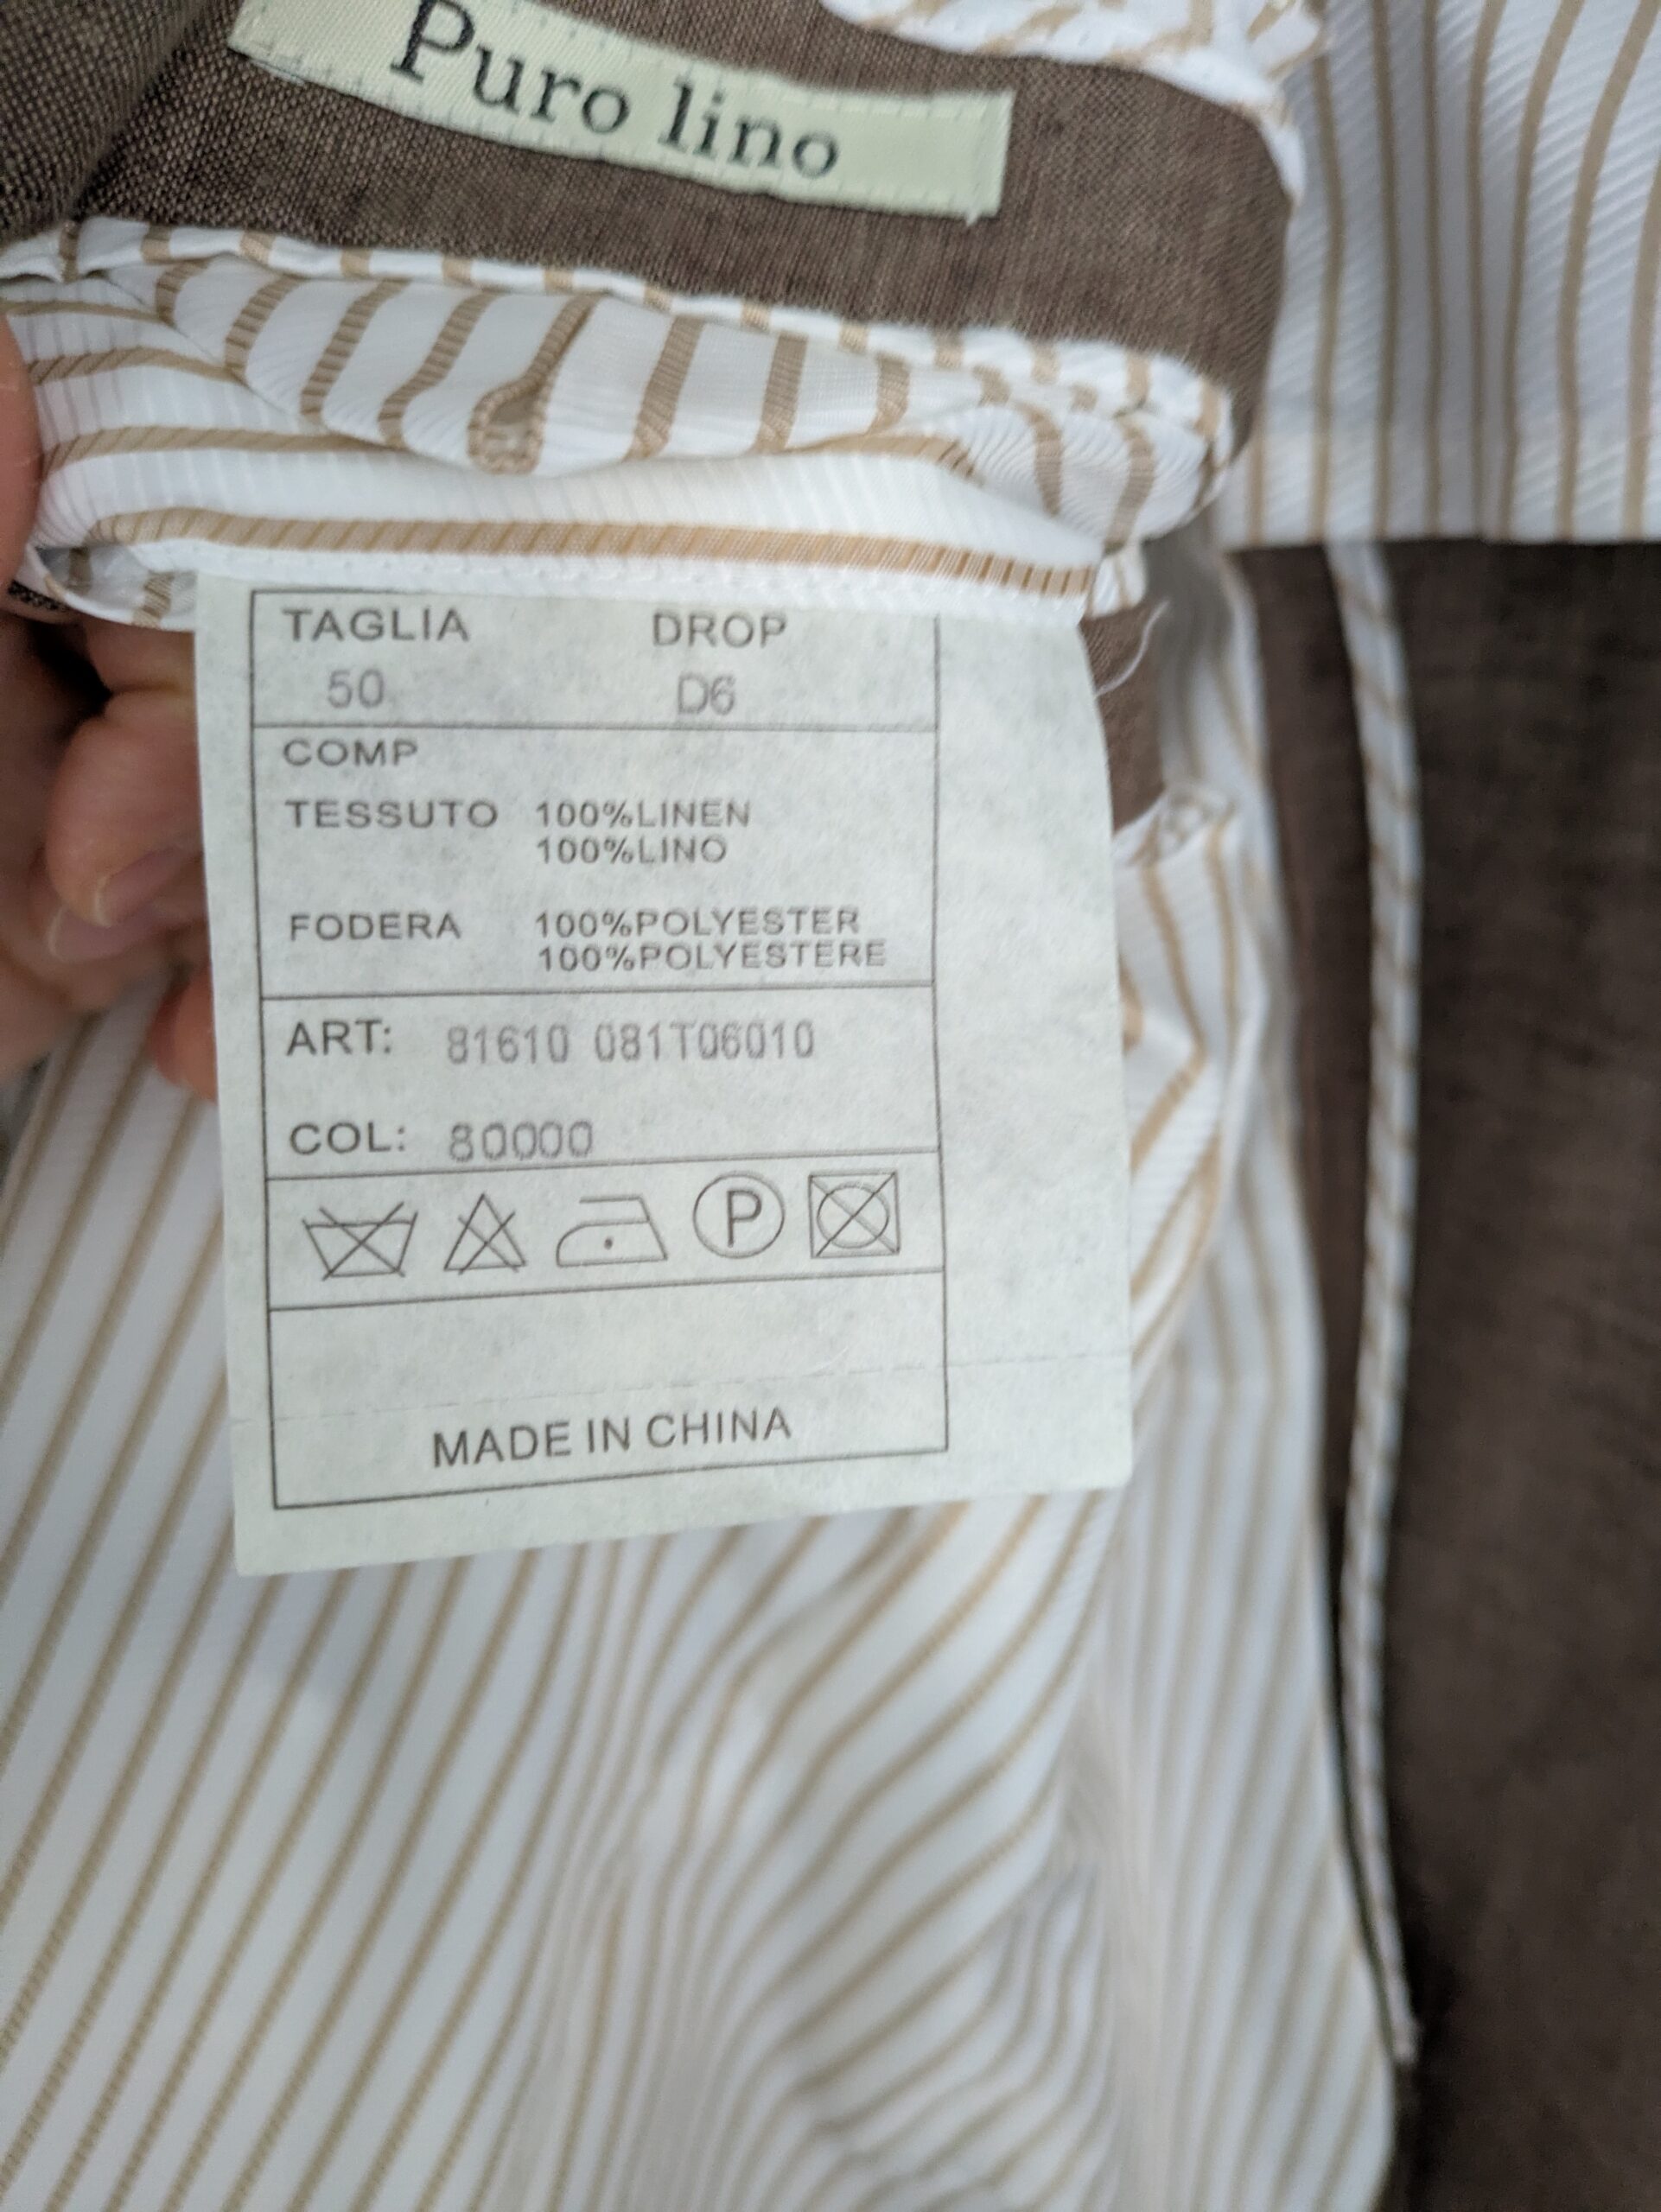 Puro lino
TAGLIA DROP
50 D6
COMP
TESSUTO 100%LINEN
100%LINO
FODERA 100%POLYESTER
100%POLYESTERE
ART: 81610 081T06010
COL: 80000
P
MADE IN CHINA